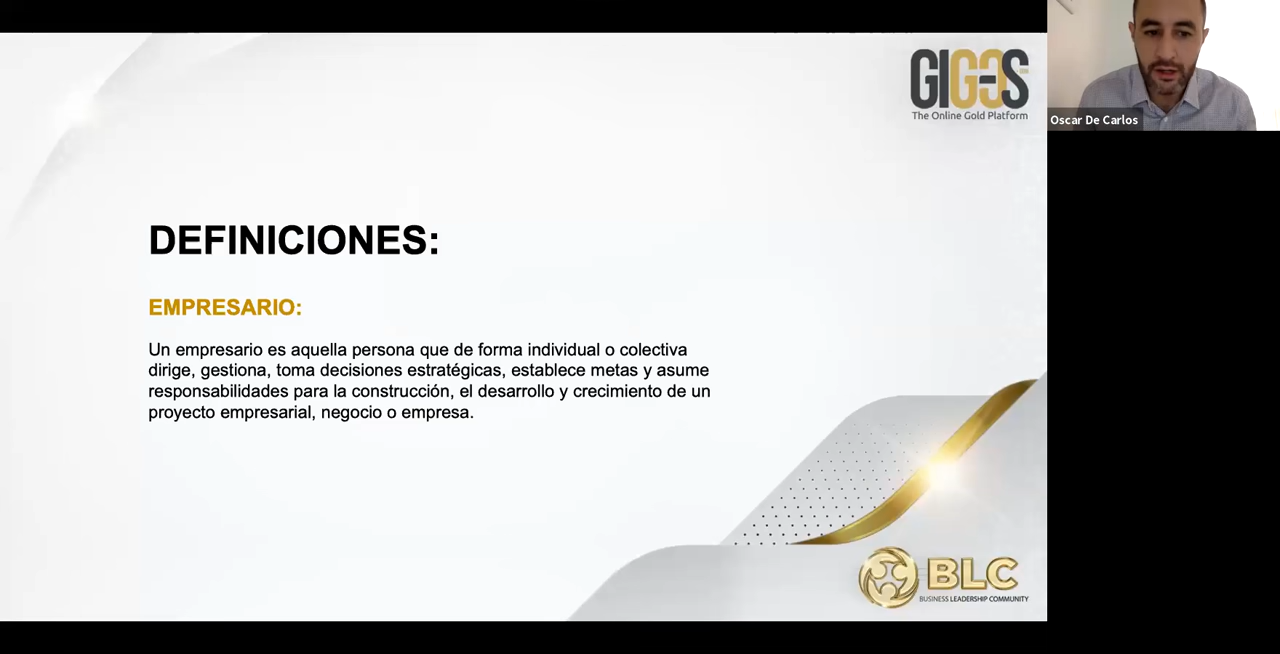 GIGOS
The Online Gold Platform
Oscar De Carlos
DEFINICIONES:
EMPRESARIO:
Un empresario es aquella persona que de forma individual o colectiva
dirige, gestiona, toma decisiones estratégicas, establece metas y asume
responsabilidades para la construcción, el desarrollo y crecimiento de un
proyecto empresarial, negocio o empresa.
BLC
BUSINESS LEADERSHIP COMMUNITY